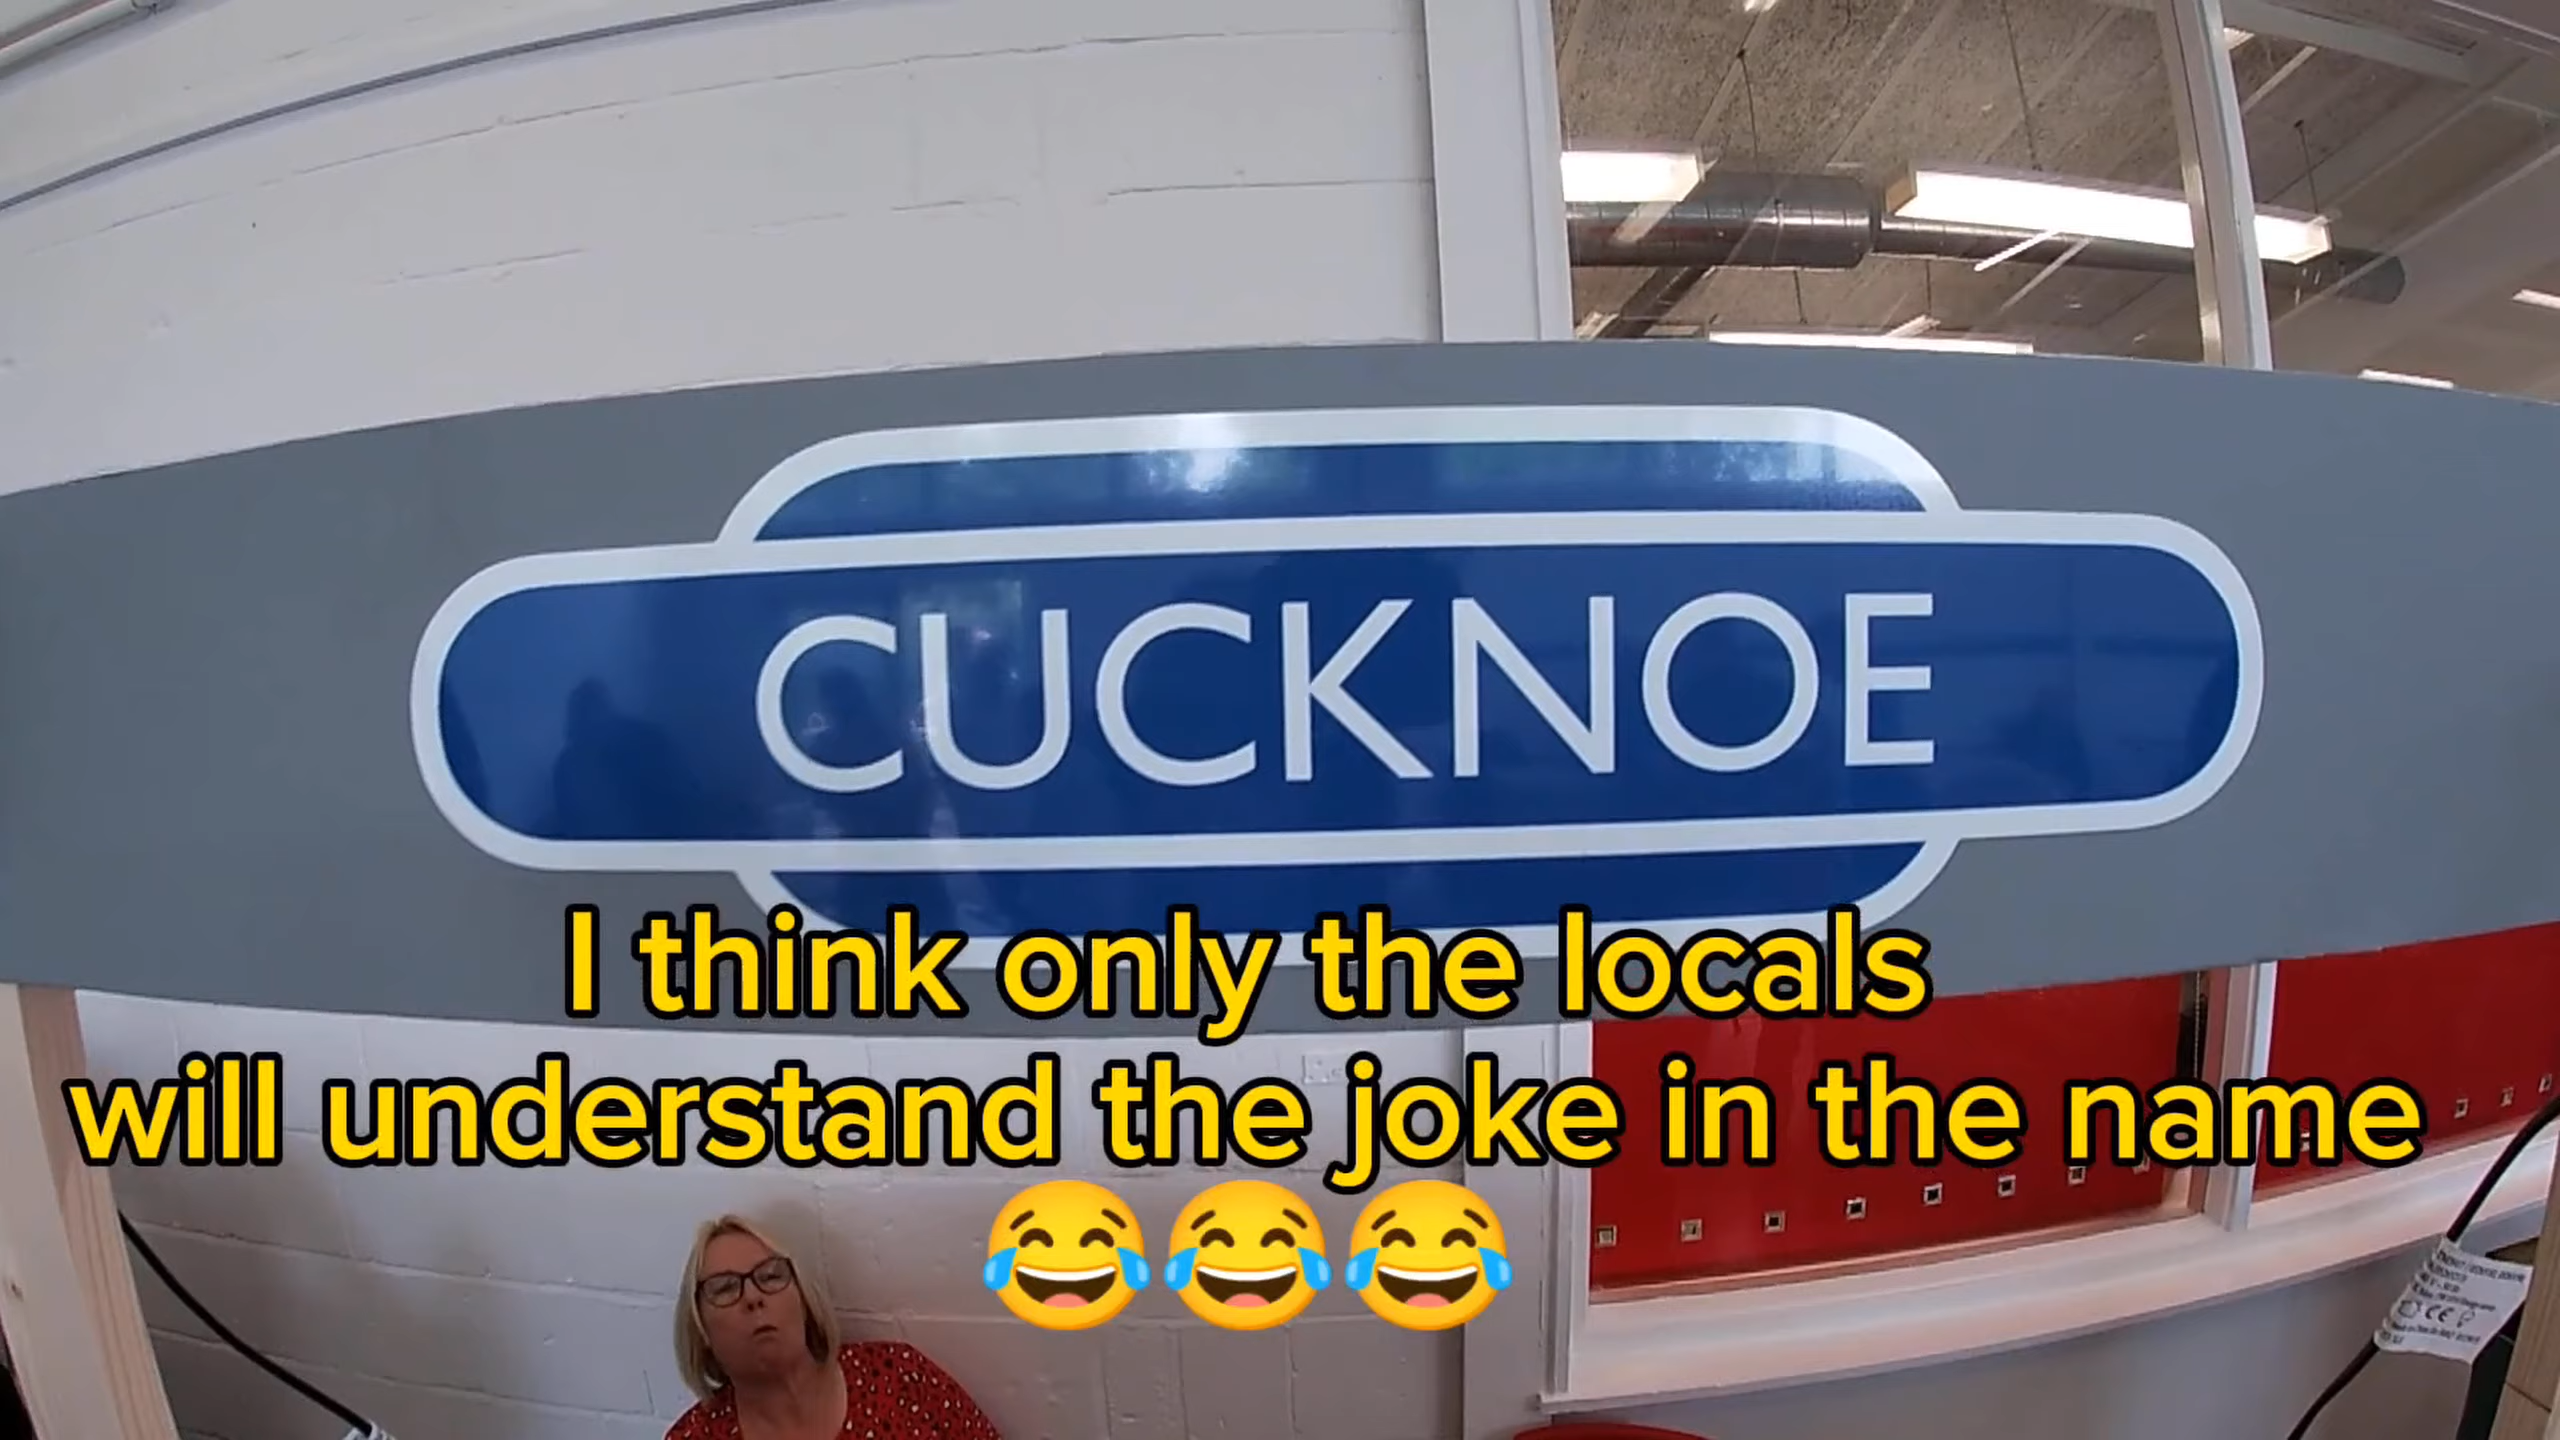 CUCKNOE
I think only the locals
will understand the joke in the name
😂😂😂